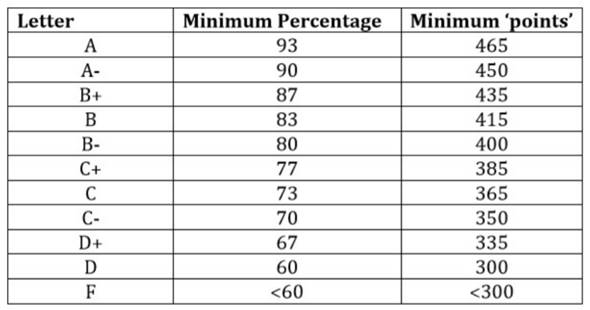 Letter Minimum Percentage Minimum ‘points’
A 93 465
A- 90 450
B+ 87 435
B 83 415
B- 80 400
C+ 77 385
C 73 365
C- 70 350
D+ 67 335
D 60 300
F <60 <300